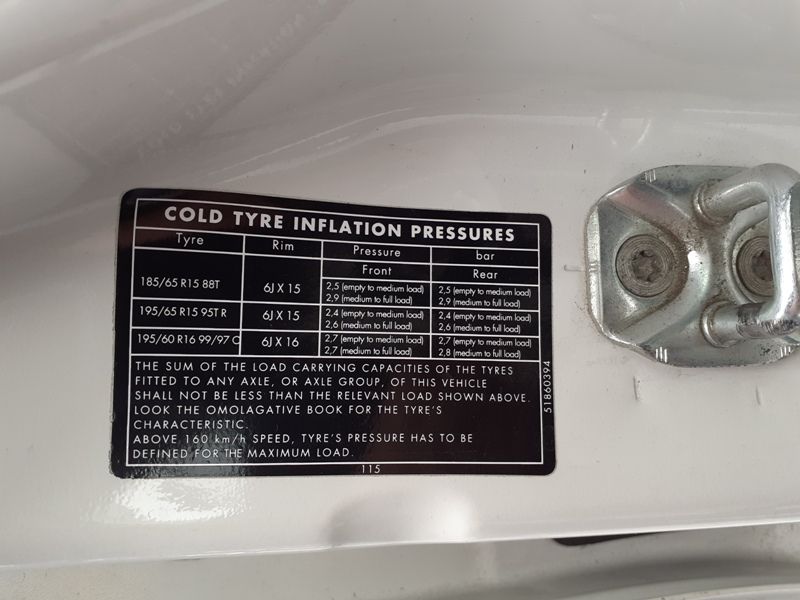 COLD TYRE INFLATION PRESSURES
Tyre Rim Pressure bar
Front Rear
185/65 R15 88T 6J X 15 2,5 (empty to medium load) 2,5 (empty to medium load)
2,9 (medium to full load) 2,9 (medium to full load)
195/65 R15 95T R 6J X 15 2,4 (empty to medium load) 2,4 (empty to medium load)
2,6 (medium to full load) 2,6 (medium to full load)
195/60 R16 99/97 C 6J X 16 2,7 (empty to medium load) 2,7 (empty to medium load)
2,7 (medium to full load) 2,8 (medium to full load)
THE SUM OF THE LOAD CARRYING CAPACITIES OF THE TYRES
FITTED TO ANY AXLE, OR AXLE GROUP, OF THIS VEHICLE
SHALL NOT BE LESS THAN THE RELEVANT LOAD SHOWN ABOVE.
LOOK THE OMOLAGATIVE BOOK FOR THE TYRE'S
CHARACTERISTIC.
ABOVE 160 km/h SPEED, TYRE'S PRESSURE HAS TO BE
DEFINED FOR THE MAXIMUM LOAD.
115
51860394